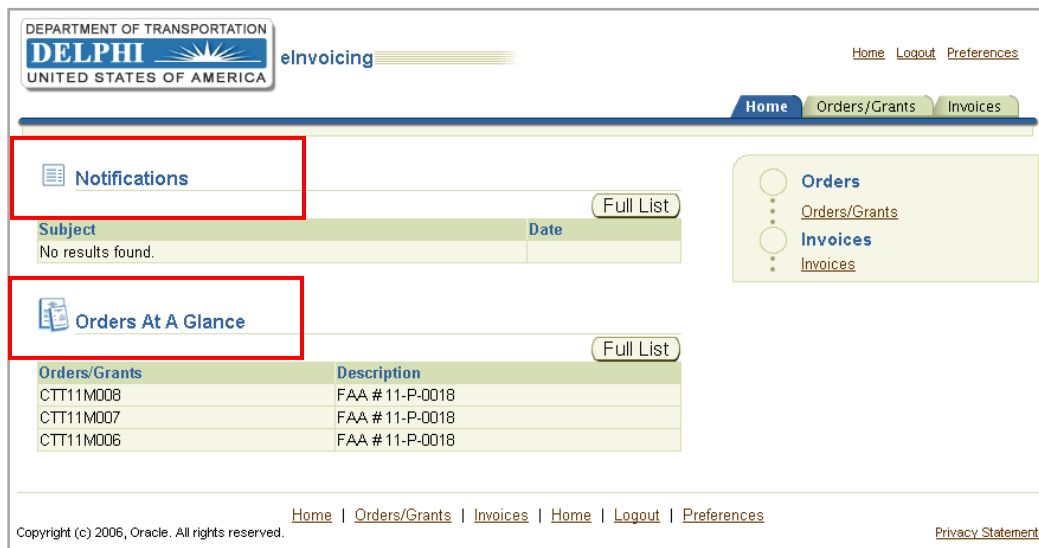 DEPARTMENT OF TRANSPORTATION
DELPHI
UNITED STATES OF AMERICA
eInvoicing
Home Logout Preferences
Home Orders/Grants Invoices
Notifications
Full List
Subject Date
No results found.
Orders
Orders/Grants
Invoices
Invoices
Orders At A Glance
Full List
Orders/Grants Description
CTT11M008 FAA # 11-P-0018
CTT11M007 FAA # 11-P-0018
CTT11M006 FAA # 11-P-0018
Home | Orders/Grants | Invoices | Home | Logout | Preferences
Copyright (c) 2006, Oracle. All rights reserved.
Privacy Statement